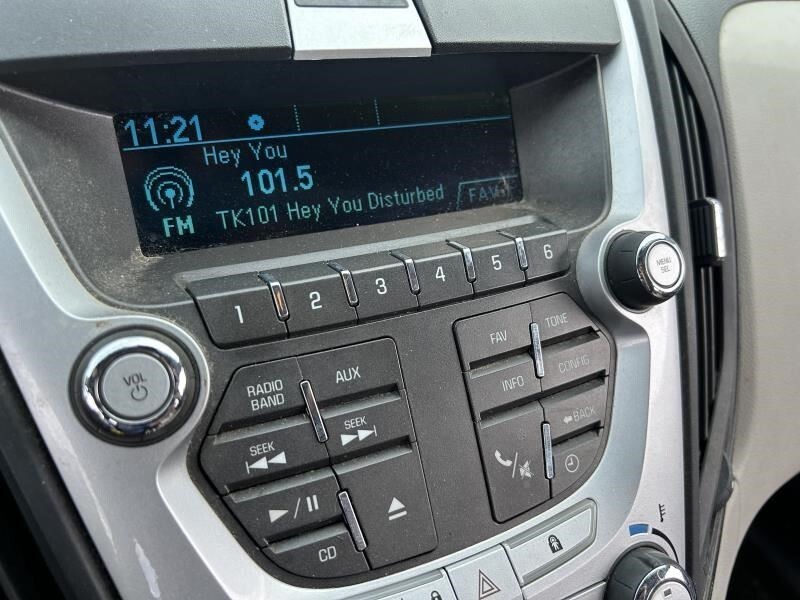 11:21
Hey You
101.5
FM
TK101 Hey You Disturbed
FAV1
1 2 3 4 5 6
MENU
SEL
VOL
RADIO
BAND
AUX
FAV
TONE
SEEK
SEEK
INFO
CONFIG
BACK
CD